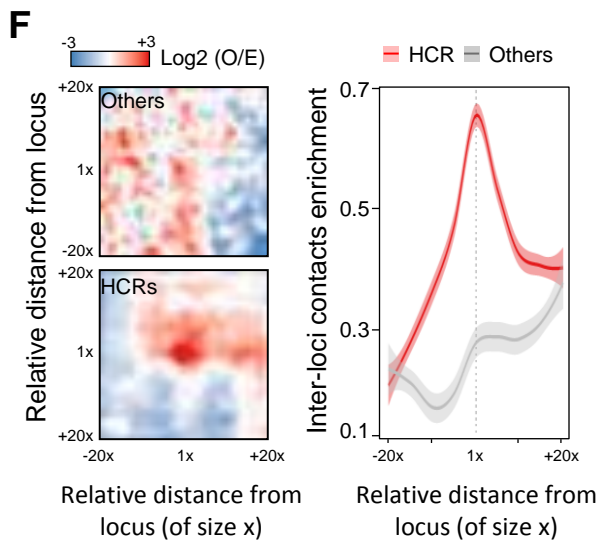 F
-3
+3
Log2 (O/E)
HCR
Others
Relative distance from locus
+20x
Others
1x
-20x
+20x
HCRs
1x
+20x
-20x
1x
+20x
Relative distance from
locus (of size x)
Inter-loci contacts enrichment
0.7
0.5
0.3
0.1
-20x
1x
+20x
Relative distance from
locus (of size x)